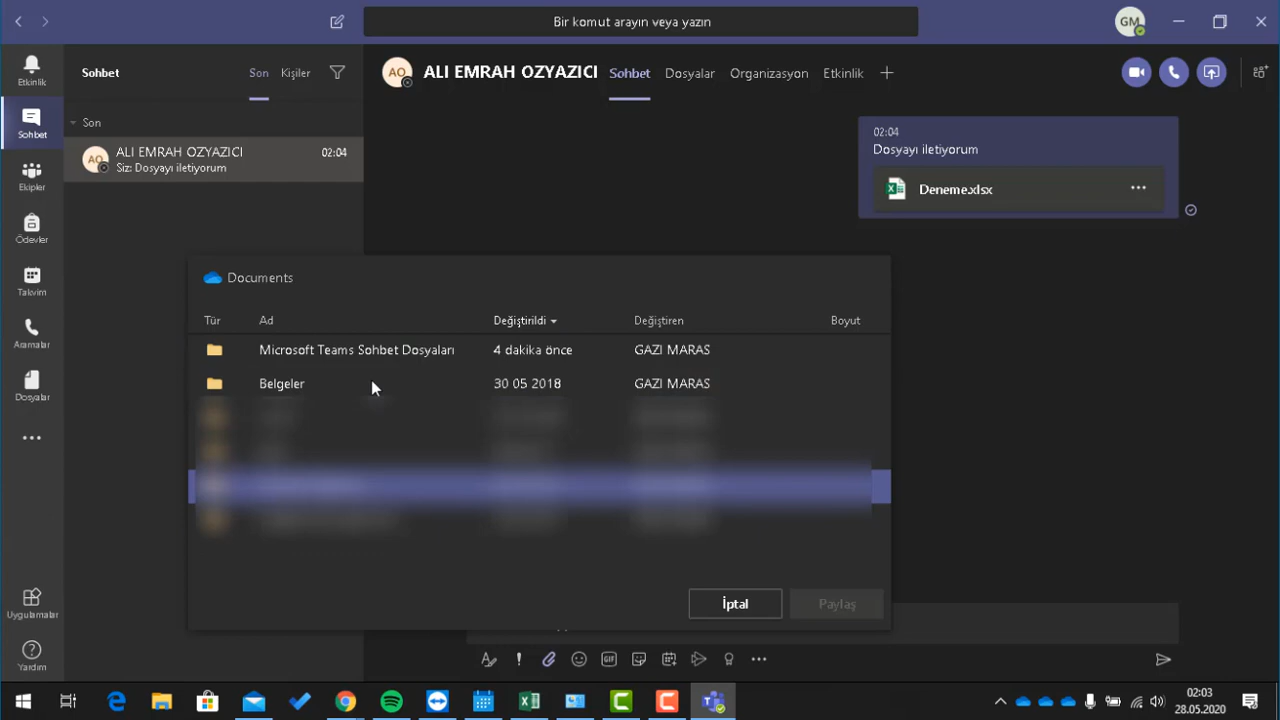 Bir komut arayın veya yazın
GM
Etkinlik
Sohbet
Ekipler
Ödevler
Takvim
Aramalar
Dosyalar
Uygulamalar
Yardım
Sohbet
Son
Kişiler
Son
AO
ALI EMRAH OZYAZICI
02:04
Siz: Dosyayı iletiyorum
AO
ALI EMRAH OZYAZICI
Sohbet
Dosyalar
Organizasyon
Etkinlik
02:04
Dosyayı iletiyorum
Deneme.xlsx
Documents
Tür Ad Değiştirildi Değiştiren Boyut
Microsoft Teams Sohbet Dosyaları 4 dakika önce GAZI MARAS
Belgeler 30 05 2018 GAZI MARAS
İptal
Paylaş
GIF
02:03
28.05.2020